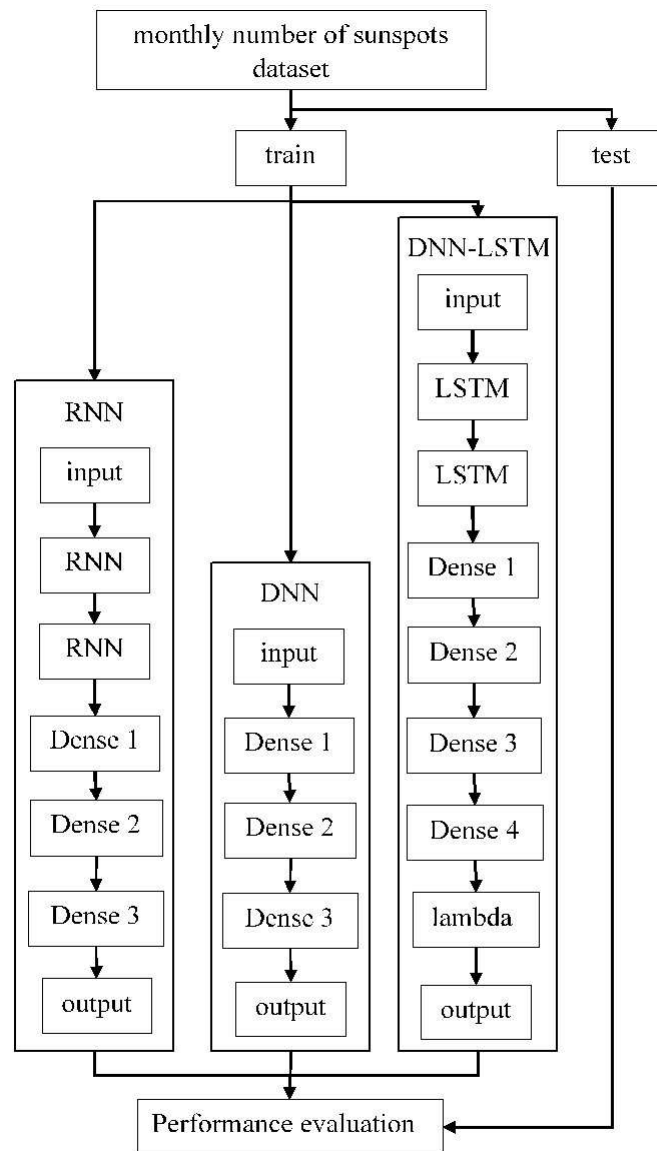 monthly number of sunspots
dataset
train
test
RNN
input
RNN
RNN
Dense 1
Dense 2
Dense 3
output
DNN
input
Dense 1
Dense 2
Dense 3
output
DNN-LSTM
input
LSTM
LSTM
Dense 1
Dense 2
Dense 3
Dense 4
lambda
output
Performance evaluation